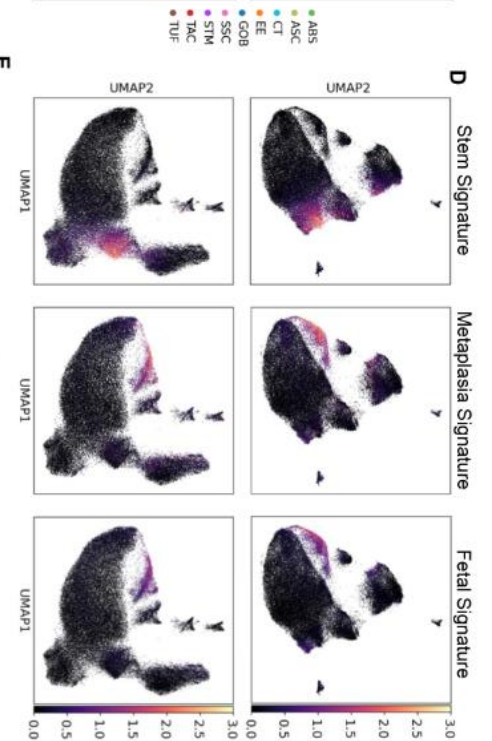 ABS
ASC
CT
EE
GOB
SSC
STM
TAC
TUF
D
Stem Signature
Metaplasia Signature
Fetal Signature
UMAP2
3.0
2.5
2.0
1.5
1.0
0.5
0.0
UMAP2
UMAP1
UMAP1
UMAP1
3.0
2.5
2.0
1.5
1.0
0.5
0.0